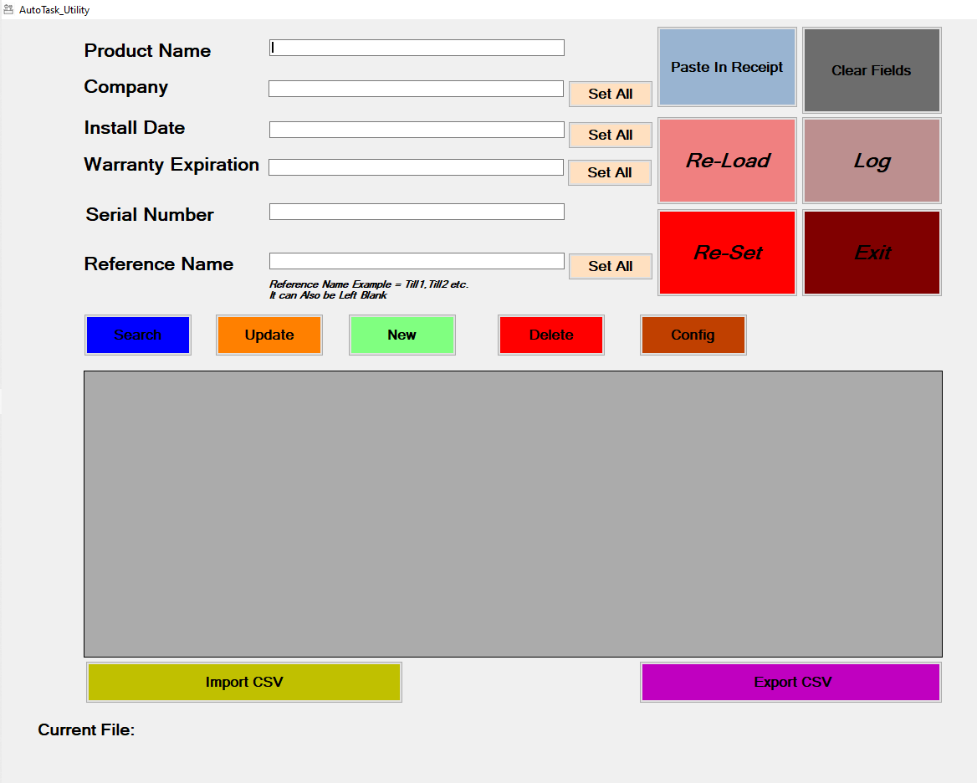 AutoTask_Utility
Product Name
Paste In Receipt
Clear Fields
Company
Set All
Install Date
Set All
Re-Load
Log
Warranty Expiration
Set All
Serial Number
Re-Set
Exit
Reference Name
Set All
Reference Name Example = Till1,Till2 etc.
It can Also be Left Blank
Search
Update
New
Delete
Config
Import CSV
Export CSV
Current File: